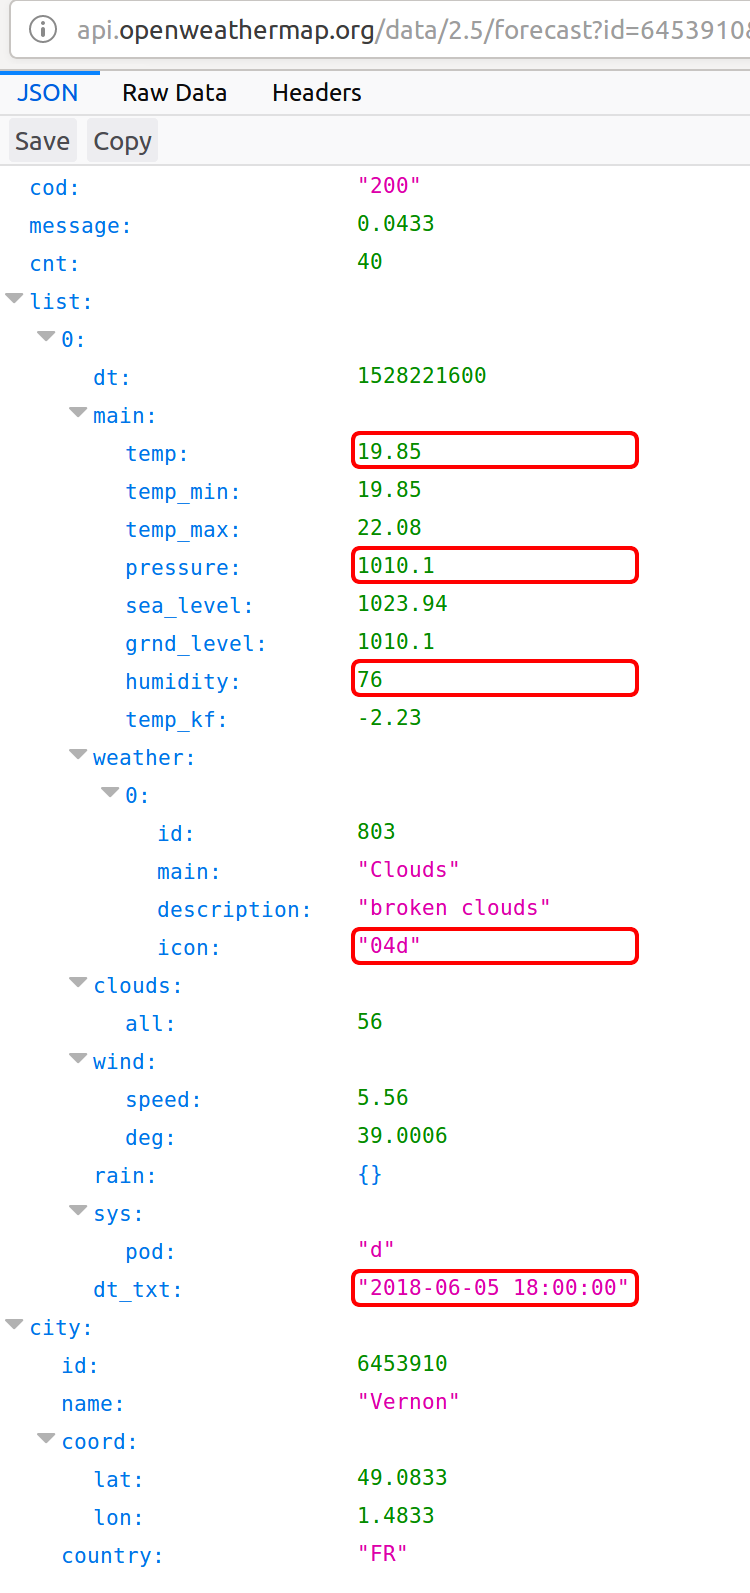 api.openweathermap.org/data/2.5/forecast?id=6453910&
JSON Raw Data Headers
Save Copy
cod: "200"
message: 0.0433
cnt: 40
list:
0:
dt: 1528221600
main:
temp: 19.85
temp_min: 19.85
temp_max: 22.08
pressure: 1010.1
sea_level: 1023.94
grnd_level: 1010.1
humidity: 76
temp_kf: -2.23
weather:
0:
id: 803
main: "Clouds"
description: "broken clouds"
icon: "04d"
clouds:
all: 56
wind:
speed: 5.56
deg: 39.0006
rain: {}
sys:
pod: "d"
dt_txt: "2018-06-05 18:00:00"
city:
id: 6453910
name: "Vernon"
coord:
lat: 49.0833
lon: 1.4833
country: "FR"